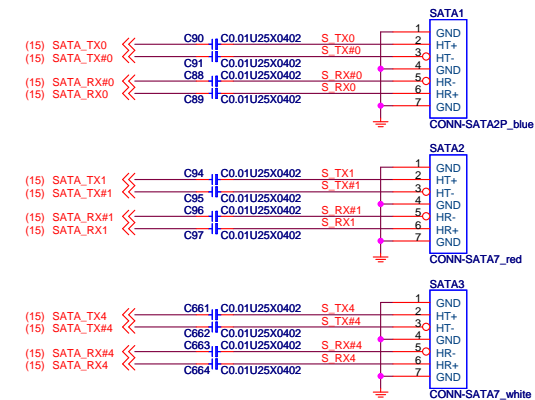 SATA1
C90 C0.01U25X0402 S_TX0 1 GND
(15) SATA_TX0 2 HT+
(15) SATA_TX#0 S_TX#0 3 HT-
C91 C0.01U25X0402 4 GND
C88 C0.01U25X0402 S_RX#0
(15) SATA_RX#0 5 HR-
(15) SATA_RX0 S_RX0 6 HR+
C89 C0.01U25X0402 7 GND
CONN-SATA2P_blue
SATA2
1 GND
C94 C0.01U25X0402 S_TX1 2 HT+
(15) SATA_TX1
(15) SATA_TX#1 S_TX#1 3 HT-
C95 C0.01U25X0402 4 GND
C96 C0.01U25X0402 S_RX#1
(15) SATA_RX#1 5 HR-
(15) SATA_RX1 S_RX1 6 HR+
C97 C0.01U25X0402 7 GND
CONN-SATA7_red
SATA3
1 GND
C661 C0.01U25X0402 S_TX4 2 HT+
(15) SATA_TX4
(15) SATA_TX#4 S_TX#4 3 HT-
C662 C0.01U25X0402 4 GND
C663 C0.01U25X0402 S_RX#4
(15) SATA_RX#4 5 HR-
(15) SATA_RX4 S_RX4 6 HR+
C664 C0.01U25X0402 7 GND
CONN-SATA7_white